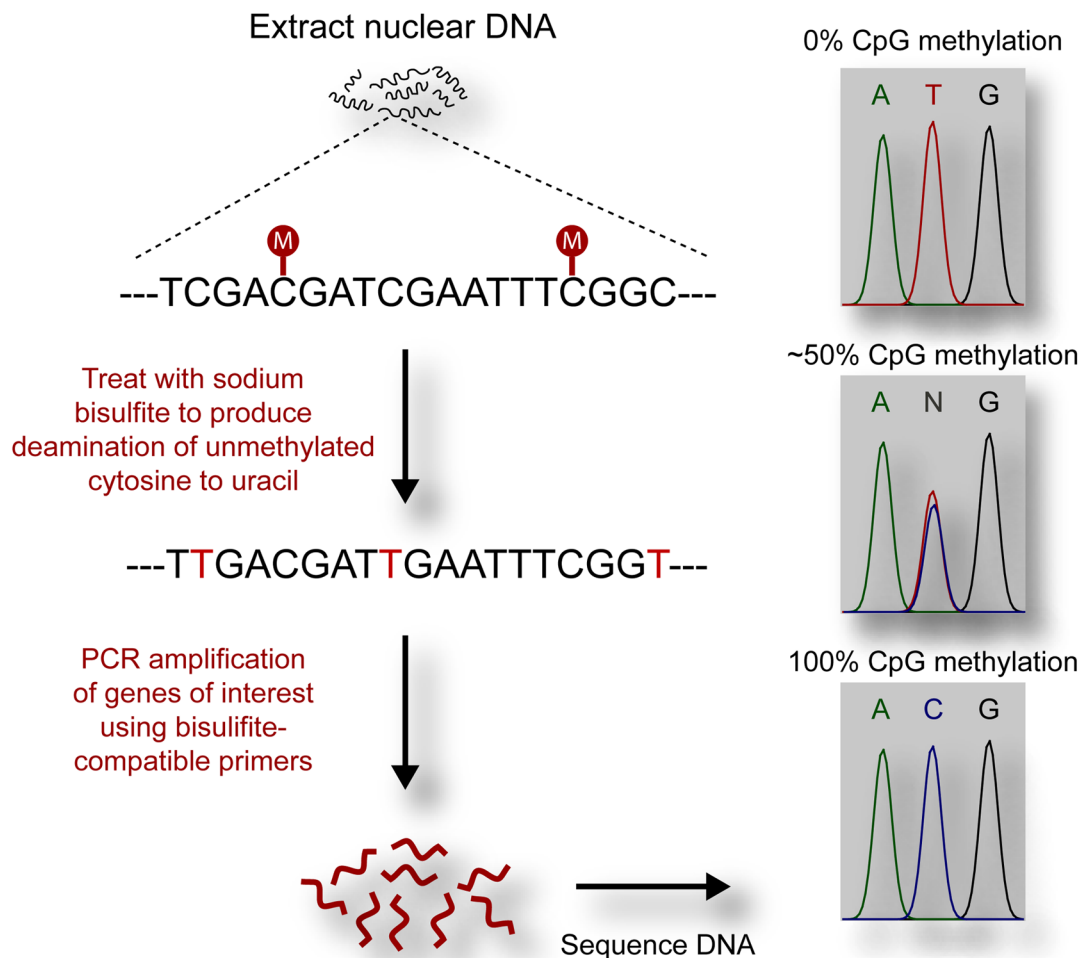 Extract nuclear DNA
M M
---TCGACGATCGAATTTCGGC---
Treat with sodium
bisulfite to produce
deamination of unmethylated
cytosine to uracil
---TTGACGATTGAATTTCGGT---
PCR amplification
of genes of interest
using bisulifite-
compatible primers
Sequence DNA
0% CpG methylation
A T G
~50% CpG methylation
A N G
100% CpG methylation
A C G